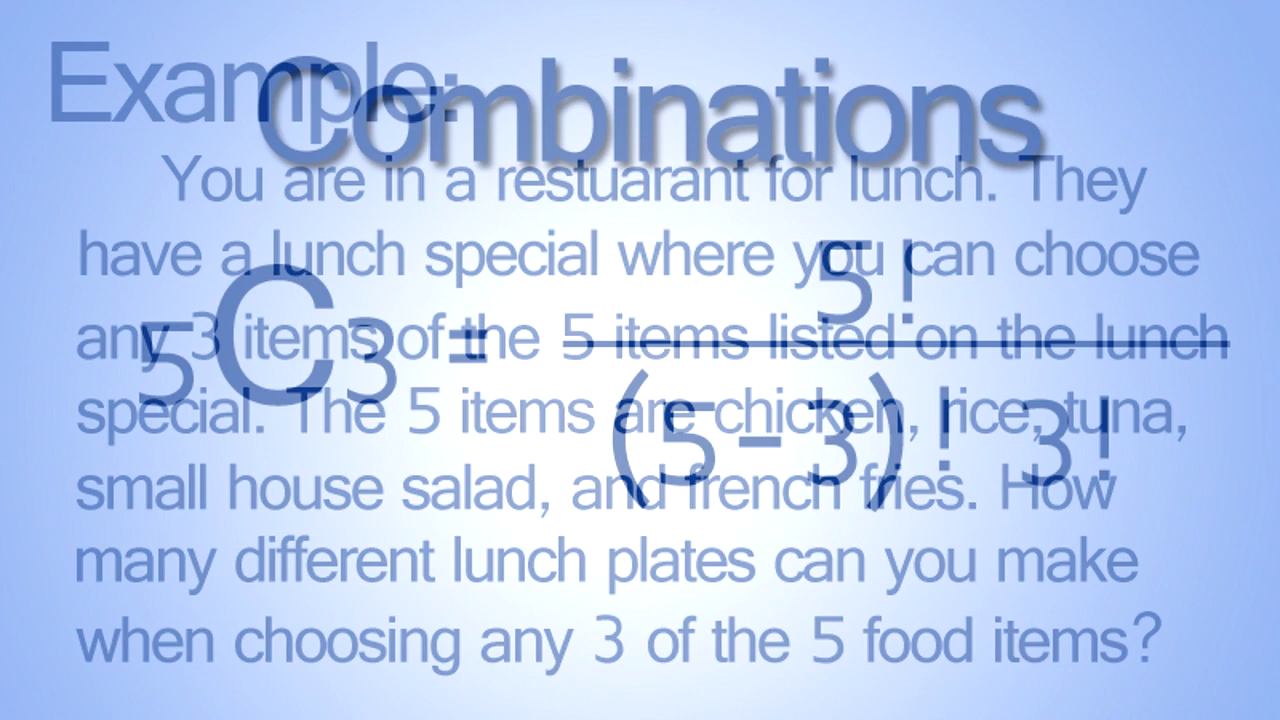 Example:
Combinations
You are in a restuarant for lunch. They
have a lunch special where you can choose
any 3 items of the 5 items listed on the lunch
special. The 5 items are chicken, rice, tuna,
small house salad, and french fries. How
many different lunch plates can you make
when choosing any 3 of the 5 food items?
5!
5C3 =
(5-3)! 3!